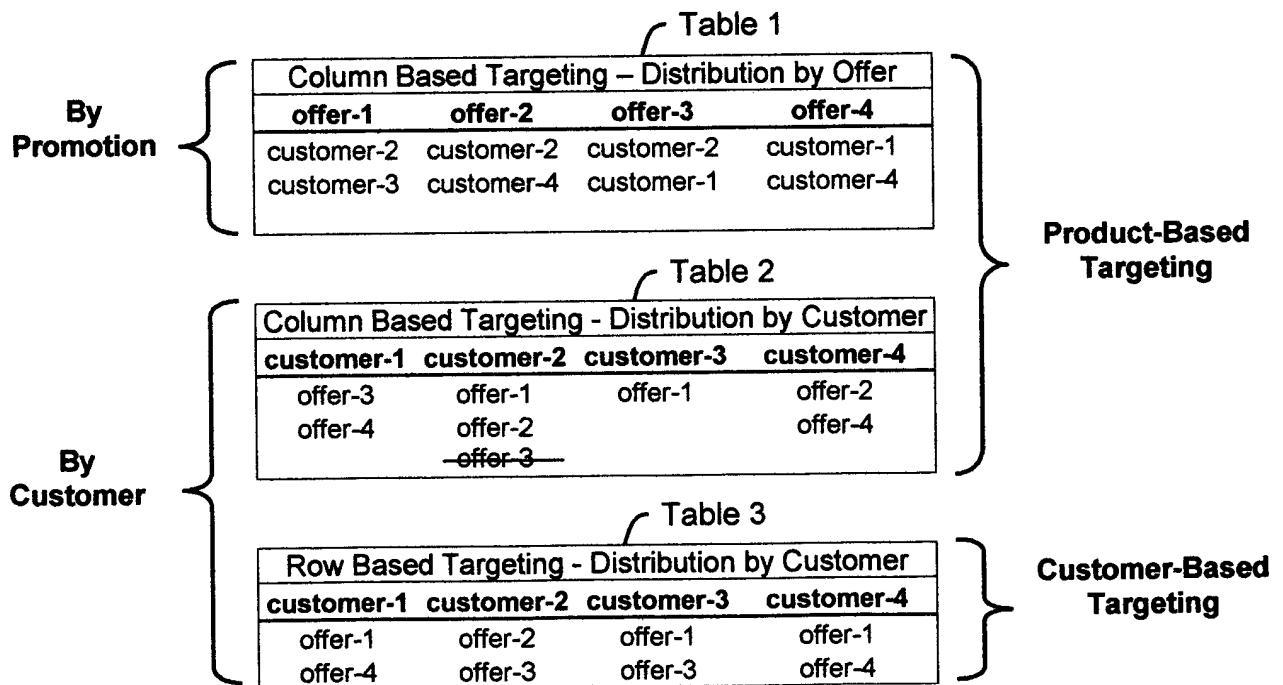 Table 1
Column Based Targeting – Distribution by Offer
offer-1 offer-2 offer-3 offer-4
customer-2 customer-2 customer-2 customer-1
customer-3 customer-4 customer-1 customer-4
By
Promotion
Product-Based
Targeting
Table 2
Column Based Targeting - Distribution by Customer
customer-1 customer-2 customer-3 customer-4
offer-3 offer-1 offer-1 offer-2
offer-4 offer-2 offer-4
offer-3
By
Customer
Table 3
Row Based Targeting - Distribution by Customer
customer-1 customer-2 customer-3 customer-4
offer-1 offer-2 offer-1 offer-1
offer-4 offer-3 offer-3 offer-4
Customer-Based
Targeting